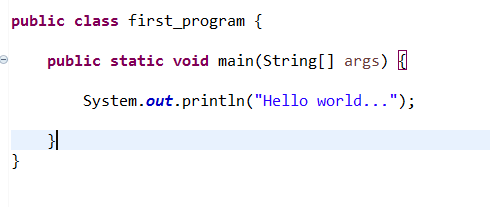 public class first_program {
    public static void main(String[] args) {
        System.out.println("Hello world...");
    }
}